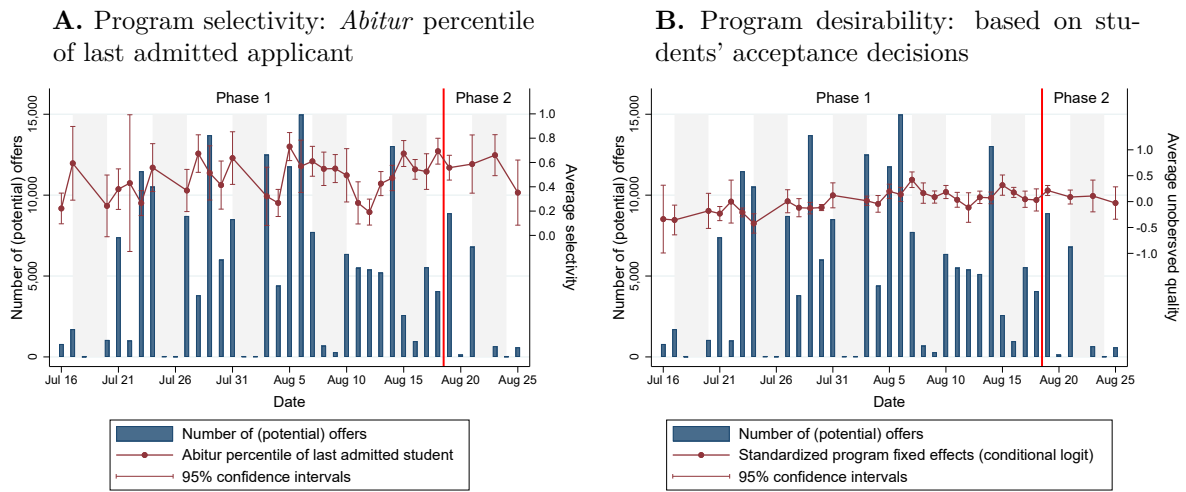 A. Program selectivity: Abitur percentile
of last admitted applicant
Phase 1
Phase 2
Number of (potential) offers
15,000
10,000
5,000
0
1.0
0.8
0.6
0.4
0.2
0.0
Average selectivity
Jul 16
Jul 21
Jul 26
Jul 31
Aug 5
Aug 10
Aug 15
Aug 20
Aug 25
Date
Number of (potential) offers
Abitur percentile of last admitted student
95% confidence intervals
B. Program desirability: based on stu-
dents' acceptance decisions
Phase 1
Phase 2
Number of (potential) offers
15,000
10,000
5,000
0
1.0
0.5
0.0
-0.5
-1.0
Average unobersved quality
Jul 16
Jul 21
Jul 26
Jul 31
Aug 5
Aug 10
Aug 15
Aug 20
Aug 25
Date
Number of (potential) offers
Standardized program fixed effects (conditional logit)
95% confidence intervals